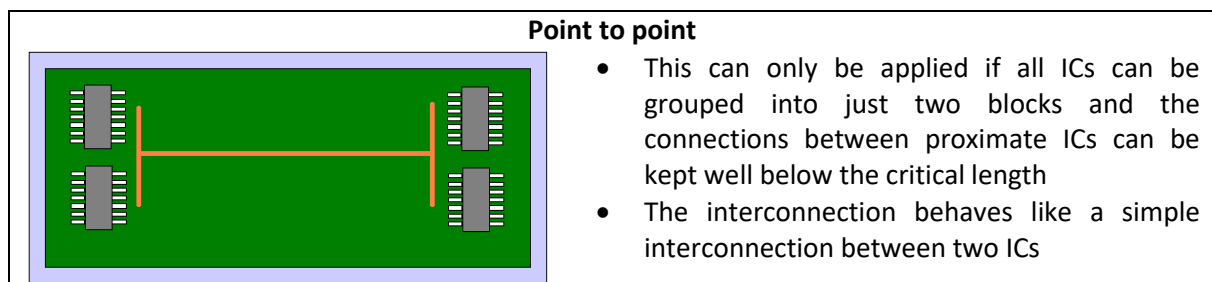 Point to point
• This can only be applied if all ICs can be
grouped into just two blocks and the
connections between proximate ICs can be
kept well below the critical length
• The interconnection behaves like a simple
interconnection between two ICs